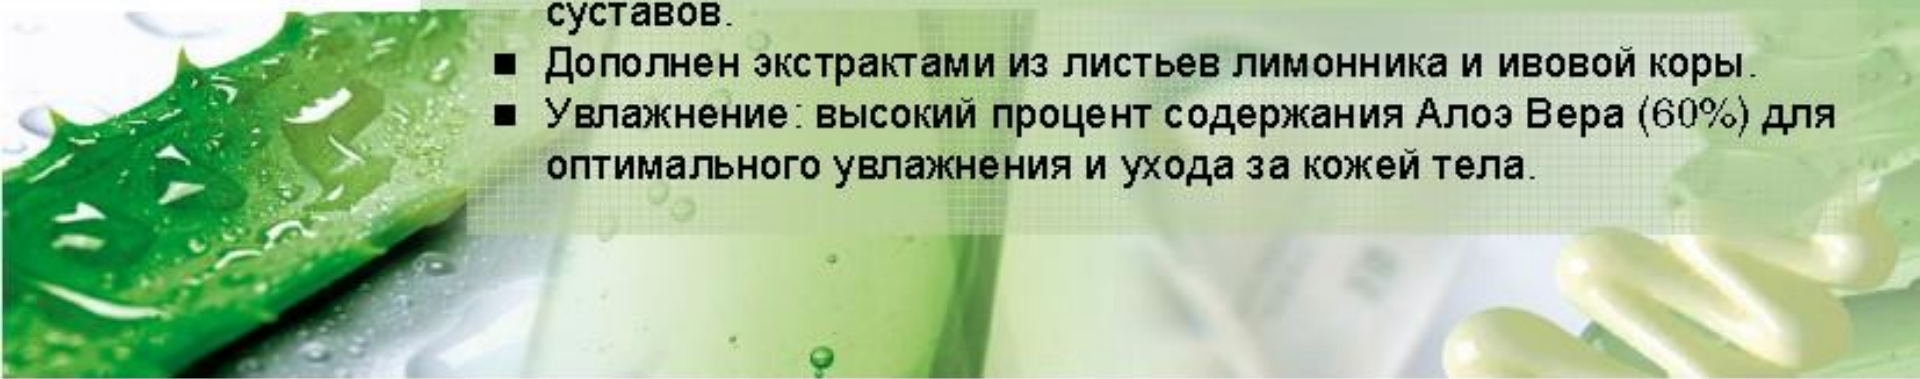 суставов.
■ Дополнен экстрактами из листьев лимонника и ивовой коры.
■ Увлажнение: высокий процент содержания Алоэ Вера (60%) для
оптимального увлажнения и ухода за кожей тела.